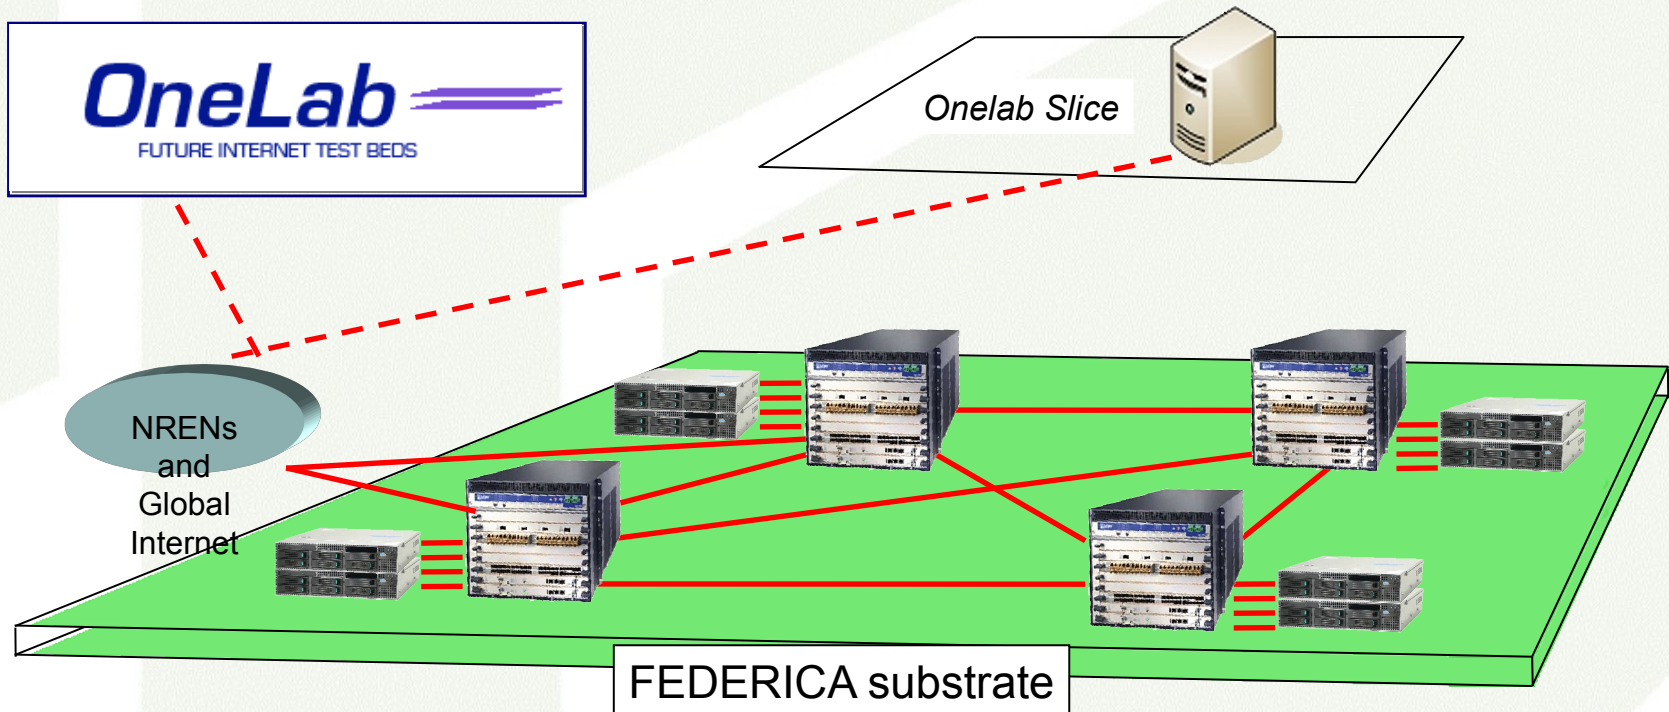 OneLab
FUTURE INTERNET TEST BEDS
Onelab Slice
NRENs
and
Global
Internet
FEDERICA substrate